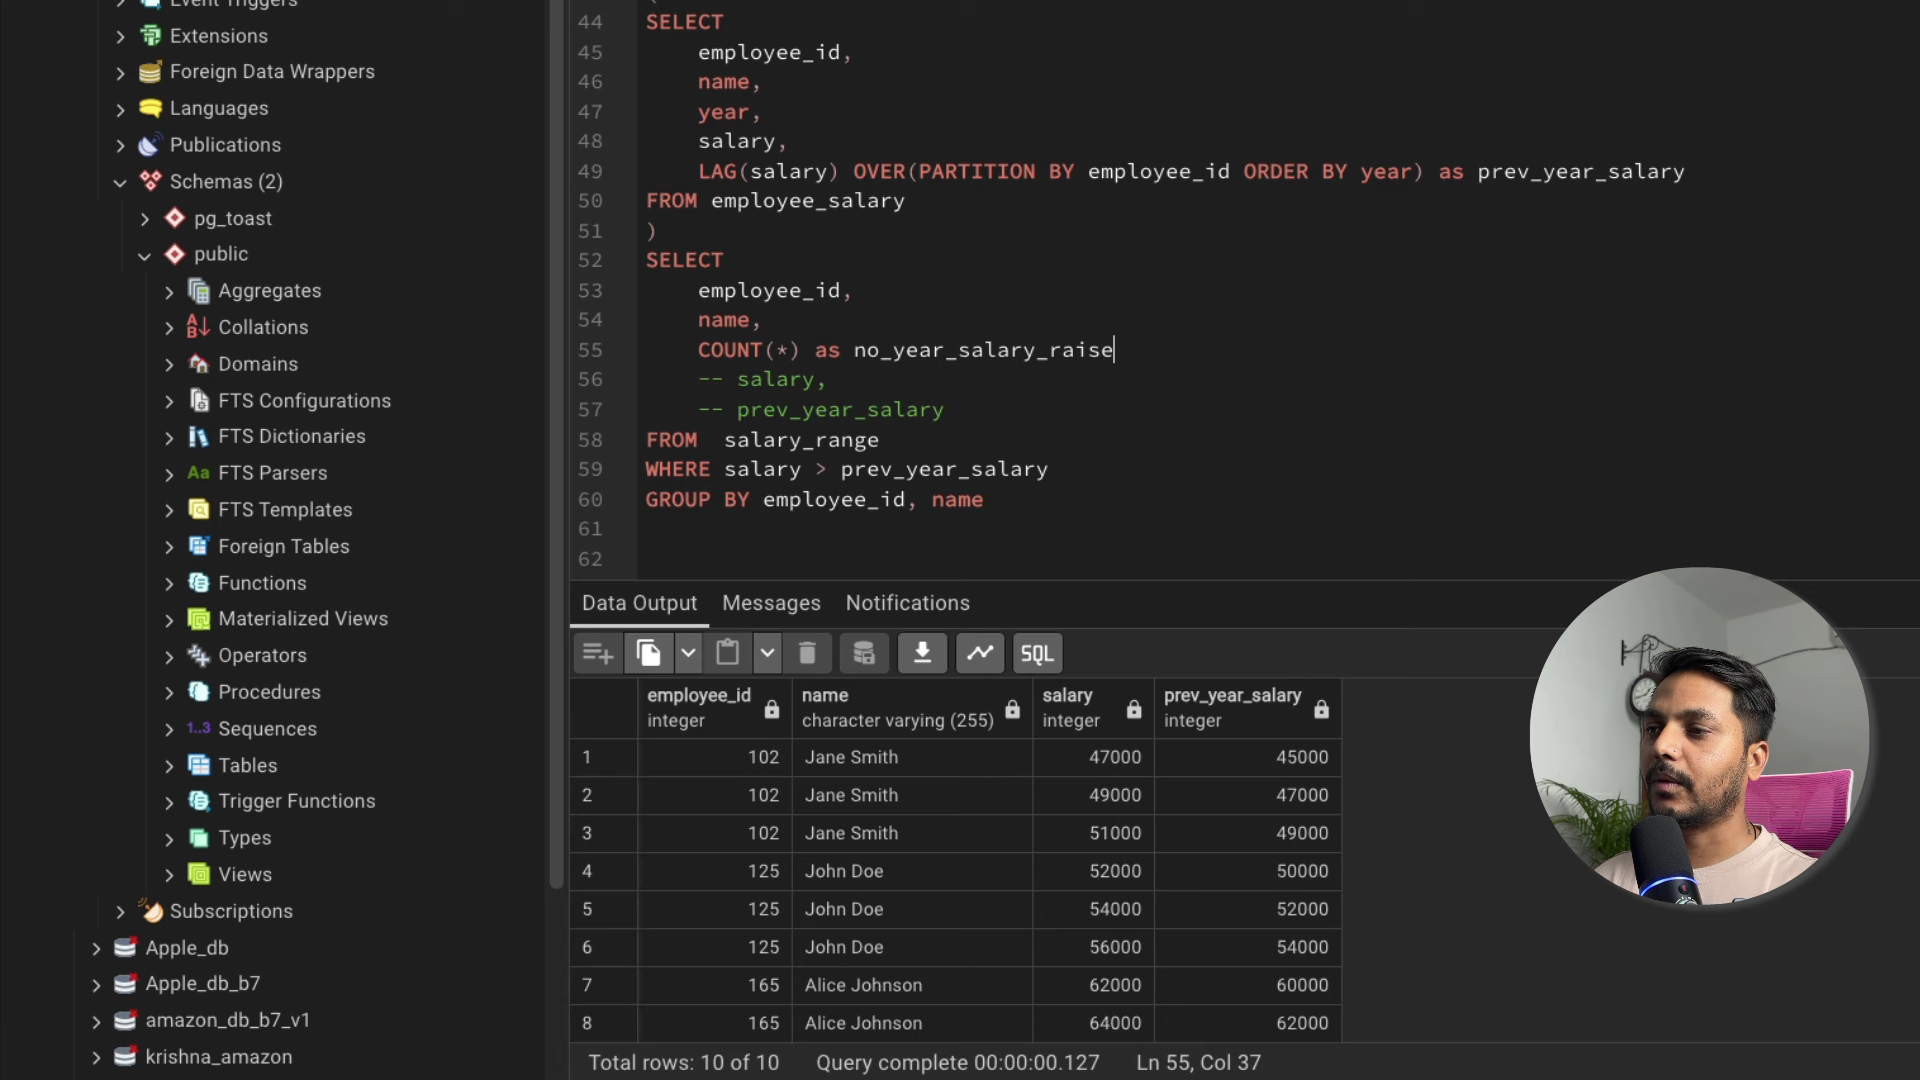 Event Triggers
Extensions
Foreign Data Wrappers
Languages
Publications
Schemas (2)
pg_toast
public
Aggregates
Collations
Domains
FTS Configurations
FTS Dictionaries
Aa FTS Parsers
FTS Templates
Foreign Tables
Functions
Materialized Views
Operators
Procedures
1..3 Sequences
Tables
Trigger Functions
Types
Views
Subscriptions
Apple_db
Apple_db_b7
amazon_db_b7_v1
krishna_amazon
44 SELECT
45 employee_id,
46 name,
47 year,
48 salary,
49 LAG(salary) OVER(PARTITION BY employee_id ORDER BY year) as prev_year_salary
50 FROM employee_salary
51 )
52 SELECT
53 employee_id,
54 name,
55 COUNT(*) as no_year_salary_raise
56 -- salary,
57 -- prev_year_salary
58 FROM  salary_range
59 WHERE salary > prev_year_salary
60 GROUP BY employee_id, name
61
62
Data Output Messages Notifications
SQL
employee_id name salary prev_year_salary
integer character varying (255) integer integer
1 102 Jane Smith 47000 45000
2 102 Jane Smith 49000 47000
3 102 Jane Smith 51000 49000
4 125 John Doe 52000 50000
5 125 John Doe 54000 52000
6 125 John Doe 56000 54000
7 165 Alice Johnson 62000 60000
8 165 Alice Johnson 64000 62000
Total rows: 10 of 10 Query complete 00:00:00.127 Ln 55, Col 37